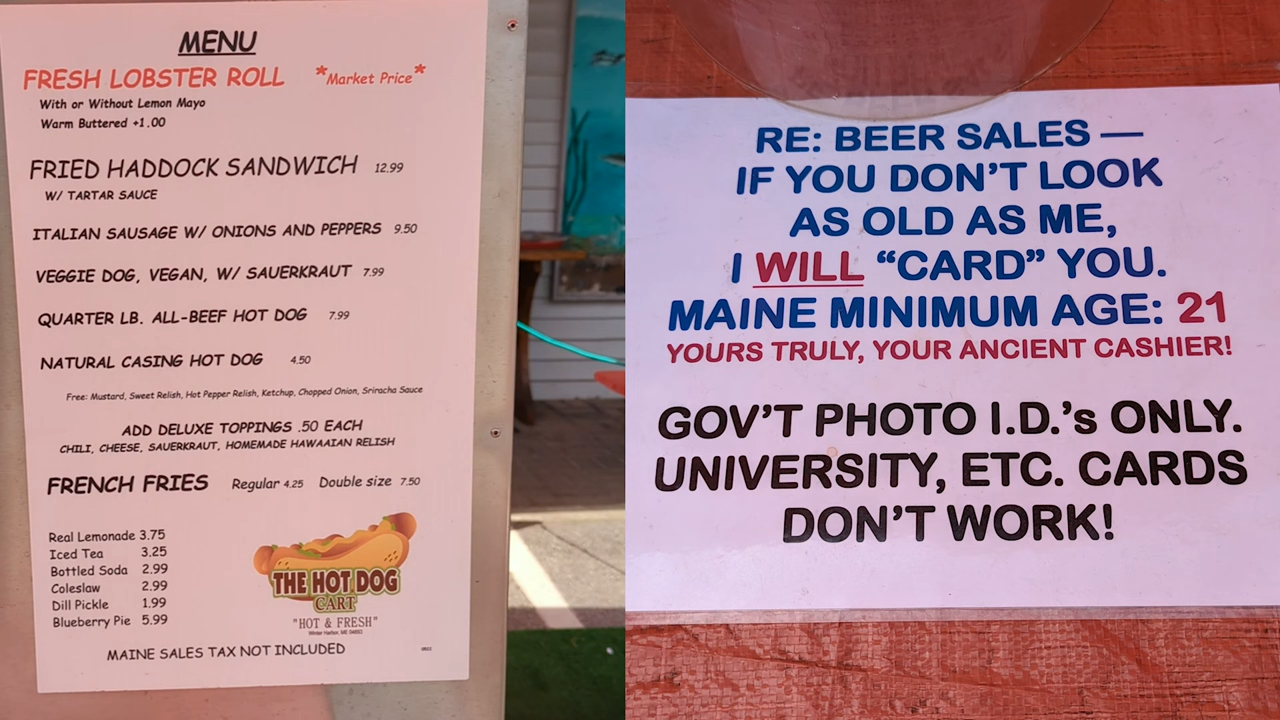 MENU
FRESH LOBSTER ROLL *Market Price*
With or Without Lemon Mayo
Warm Buttered +1.00
FRIED HADDOCK SANDWICH 12.99
W/ TARTAR SAUCE
ITALIAN SAUSAGE W/ ONIONS AND PEPPERS 9.50
VEGGIE DOG, VEGAN, W/ SAUERKRAUT 7.99
QUARTER LB. ALL-BEEF HOT DOG 7.99
NATURAL CASING HOT DOG 4.50
Free: Mustard, Sweet Relish, Hot Pepper Relish, Ketchup, Chopped Onion, Sriracha Sauce
ADD DELUXE TOPPINGS .50 EACH
CHILI, CHEESE, SAUERKRAUT, HOMEMADE HAWAAIAN RELISH
FRENCH FRIES Regular 4.25 Double size 7.50
Real Lemonade 3.75
Iced Tea 3.25
Bottled Soda 2.99
Coleslaw 2.99
Dill Pickle 1.99
Blueberry Pie 5.99
THE HOT DOG
CART
"HOT & FRESH"
Winter Harbor, ME 04693
MAINE SALES TAX NOT INCLUDED
RE: BEER SALES —
IF YOU DON'T LOOK
AS OLD AS ME,
I WILL “CARD” YOU.
MAINE MINIMUM AGE: 21
YOURS TRULY, YOUR ANCIENT CASHIER!
GOV'T PHOTO I.D.'s ONLY.
UNIVERSITY, ETC. CARDS
DON'T WORK!